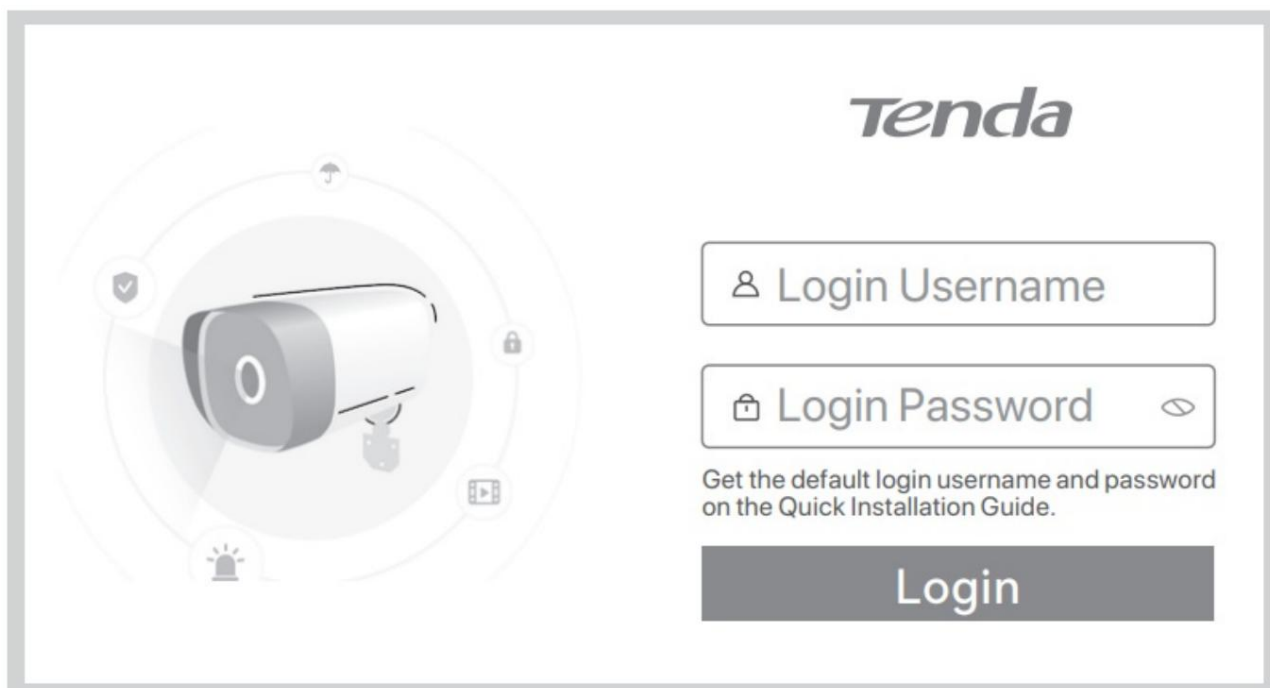 Tenda
Login Username
Login Password
Get the default login username and password
on the Quick Installation Guide.
Login